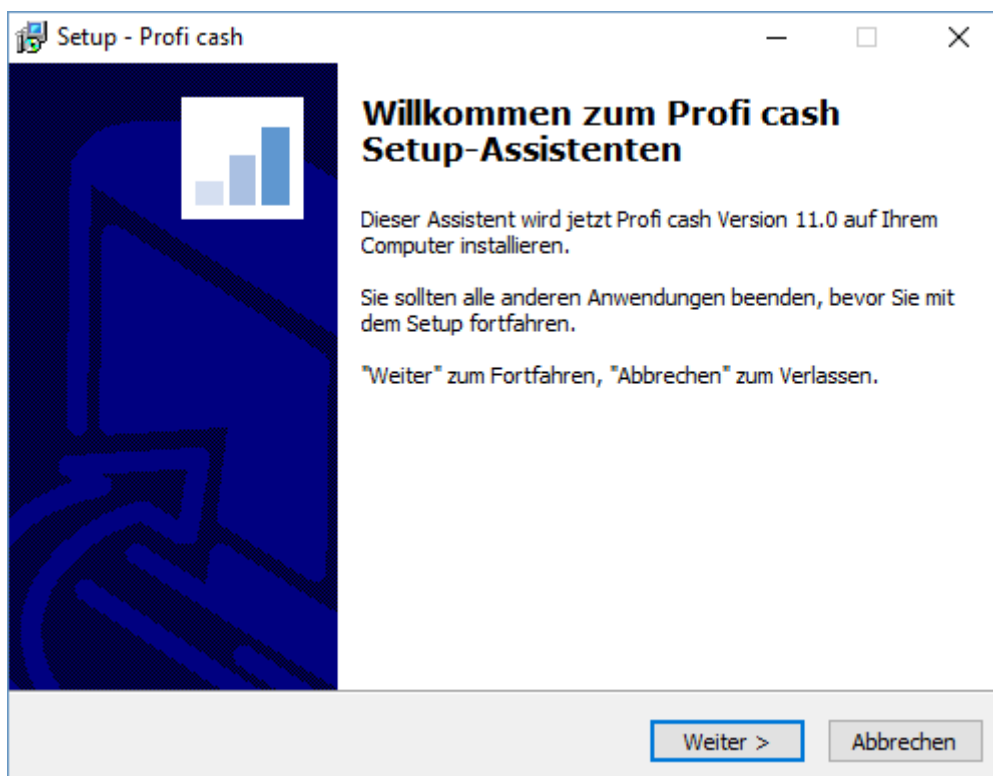 Setup - Profi cash
Willkommen zum Profi cash
Setup-Assistenten
Dieser Assistent wird jetzt Profi cash Version 11.0 auf Ihrem
Computer installieren.
Sie sollten alle anderen Anwendungen beenden, bevor Sie mit
dem Setup fortfahren.
"Weiter" zum Fortfahren, "Abbrechen" zum Verlassen.
Weiter >
Abbrechen